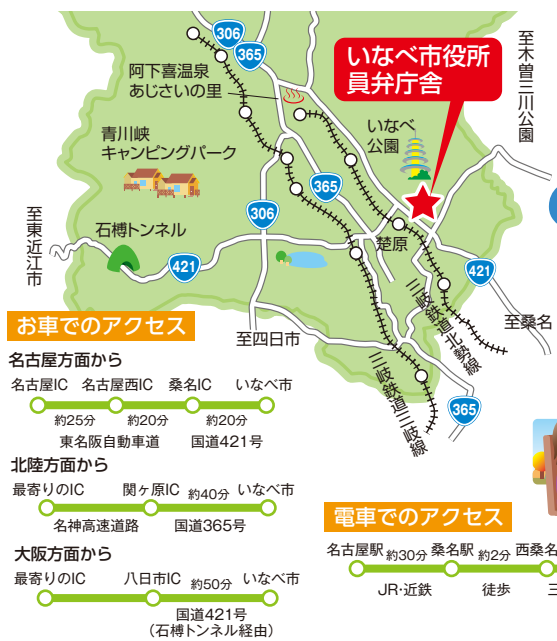 306
365
いなべ市役所
員弁庁舎
至木曽三川公園
阿下喜温泉
あじさいの里
いなべ
公園
青川峡
キャンピングパーク
365
306
至東近江市
石榑トンネル
421
楚原
421
三岐鉄道北勢線
至桑名
至四日市
三岐鉄道三岐線
365
お車でのアクセス
名古屋方面から
名古屋IC 名古屋西IC 桑名IC いなべ市
約25分 約20分 約20分
東名阪自動車道 国道421号
北陸方面から
最寄りのIC 関ヶ原IC 約40分 いなべ市
名神高速道路 国道365号
大阪方面から
最寄りのIC 八日市IC 約50分 いなべ市
国道421号
(石榑トンネル経由)
電車でのアクセス
名古屋駅 約30分 桑名駅 約2分 西桑名
JR・近鉄 徒歩 三